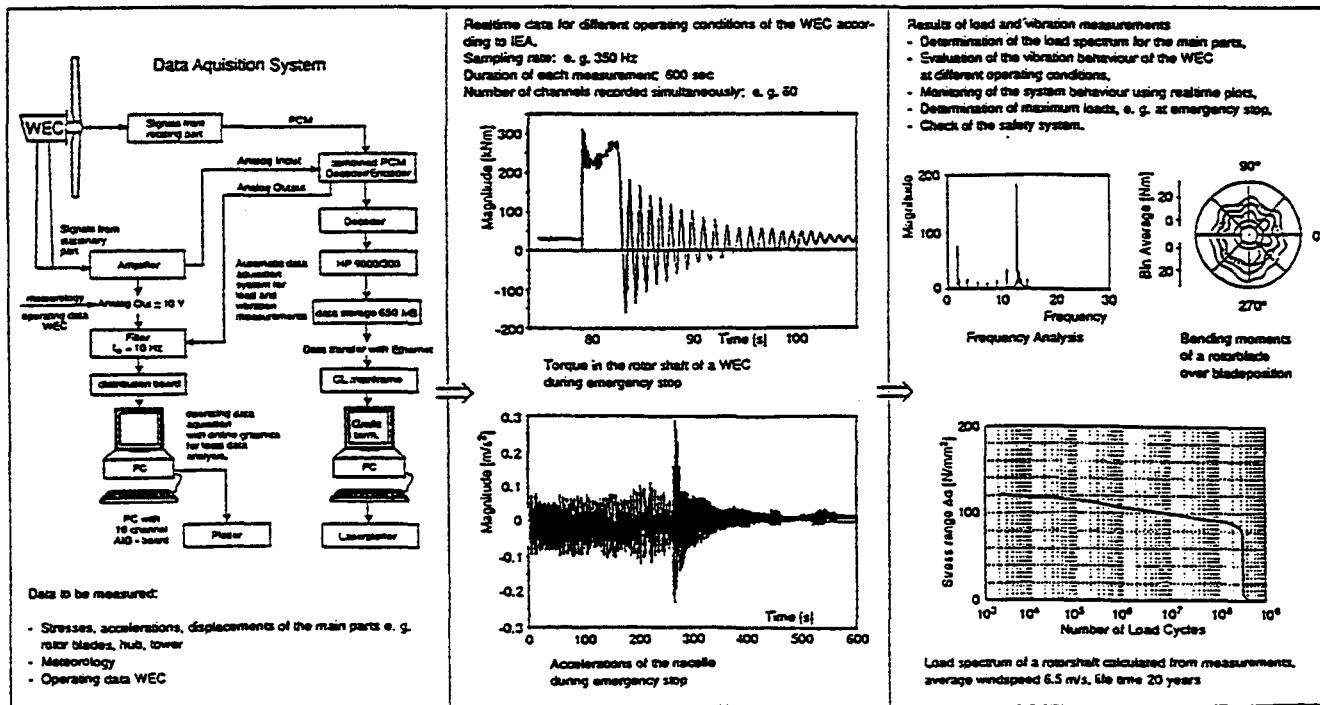 Data Aquisition System
WEC
Signals from
rotating part
PCM
Analog Input
combined PCM
Decoder/Encoder
Analog Output
Decoder
Signals from
stationary
part
Amplifier
HP 9000/300
Automatic data
aquisition
system for
load and
vibration
measurements
meteorology
Analog Out ± 10 V
operating data
WEC
data storage 650 MB
Filter
= 10 Hz
Data transfer with Ethernet
distribution board
GL mainframe
operating data
aquisition
with online graphics
for data
analysis,
term.
PC
PC
PC with
16 channel
A/D - board
Plotter
Laserplotter
Data to be measured:
- Stresses, accelerations, displacements of the main parts e. g.
rotor blades, hub, tower
- Meteorology
- Operating data WEC
Realtime data for different operating conditions of the WEC accor-
ding to IEA.
Sampling rate: e. g. 350 Hz
Duration of each measurement: 600 sec
Number of channels recorded simultaneously: e. g.
Magnitude [kNm]
300
200
100
0
-100
-200
80
90
Time [s]
100
Torque in the rotor shaft of a WEC
during emergency stop
Magnitude [m/s²]
0.3
0.2
0.1
0
-0.1
-0.2
-0.3
Time [s]
0
100
200
300
400
500
600
Accelerations of the nacelle
during emergency stop
Results of load and vibration measurements
- Determination of the load spectrum for the main parts,
- Evaluation of the vibration behaviour of the WEC
at different operating conditions,
- Monitoring of the system behaviour using realtime plots,
- Determination of maximum loads, e. g. at emergency stop,
- Check of the safety system.
Magnitude
200
100
0
0
10
20
30
Frequency
Frequency Analysis
Bin Average [Nm]
20
0
0
20
90°
0
270°
Bending moments
of a rotorblade
over bladeposition
Stress range Δσ [N/mm²]
200
100
0
10³
10⁴
10⁵
10⁶
10⁷
10⁸
Number of Load Cycles
Load spectrum of a rotorshaft calculated from measurements,
average windspeed 6.5 m/s, life time 20 years